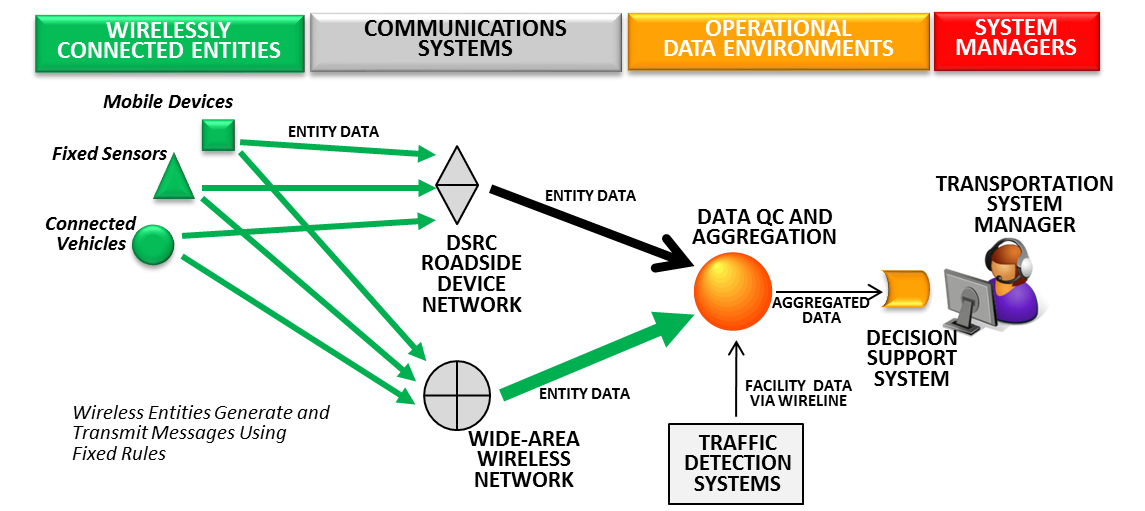 WIRELESSLY
CONNECTED ENTITIES
COMMUNICATIONS
SYSTEMS
OPERATIONAL
DATA ENVIRONMENTS
SYSTEM
MANAGERS
Mobile Devices
ENTITY DATA
Fixed Sensors
Connected
Vehicles
DSRC
ROADSIDE
DEVICE
NETWORK
ENTITY DATA
DATA QC AND
AGGREGATION
TRANSPORTATION
SYSTEM
MANAGER
AGGREGATED
DATA
DECISION
SUPPORT
SYSTEM
ENTITY DATA
FACILITY DATA
VIA WIRELINE
Wireless Entities Generate and
Transmit Messages Using
Fixed Rules
WIDE-AREA
WIRELESS
NETWORK
TRAFFIC
DETECTION
SYSTEMS